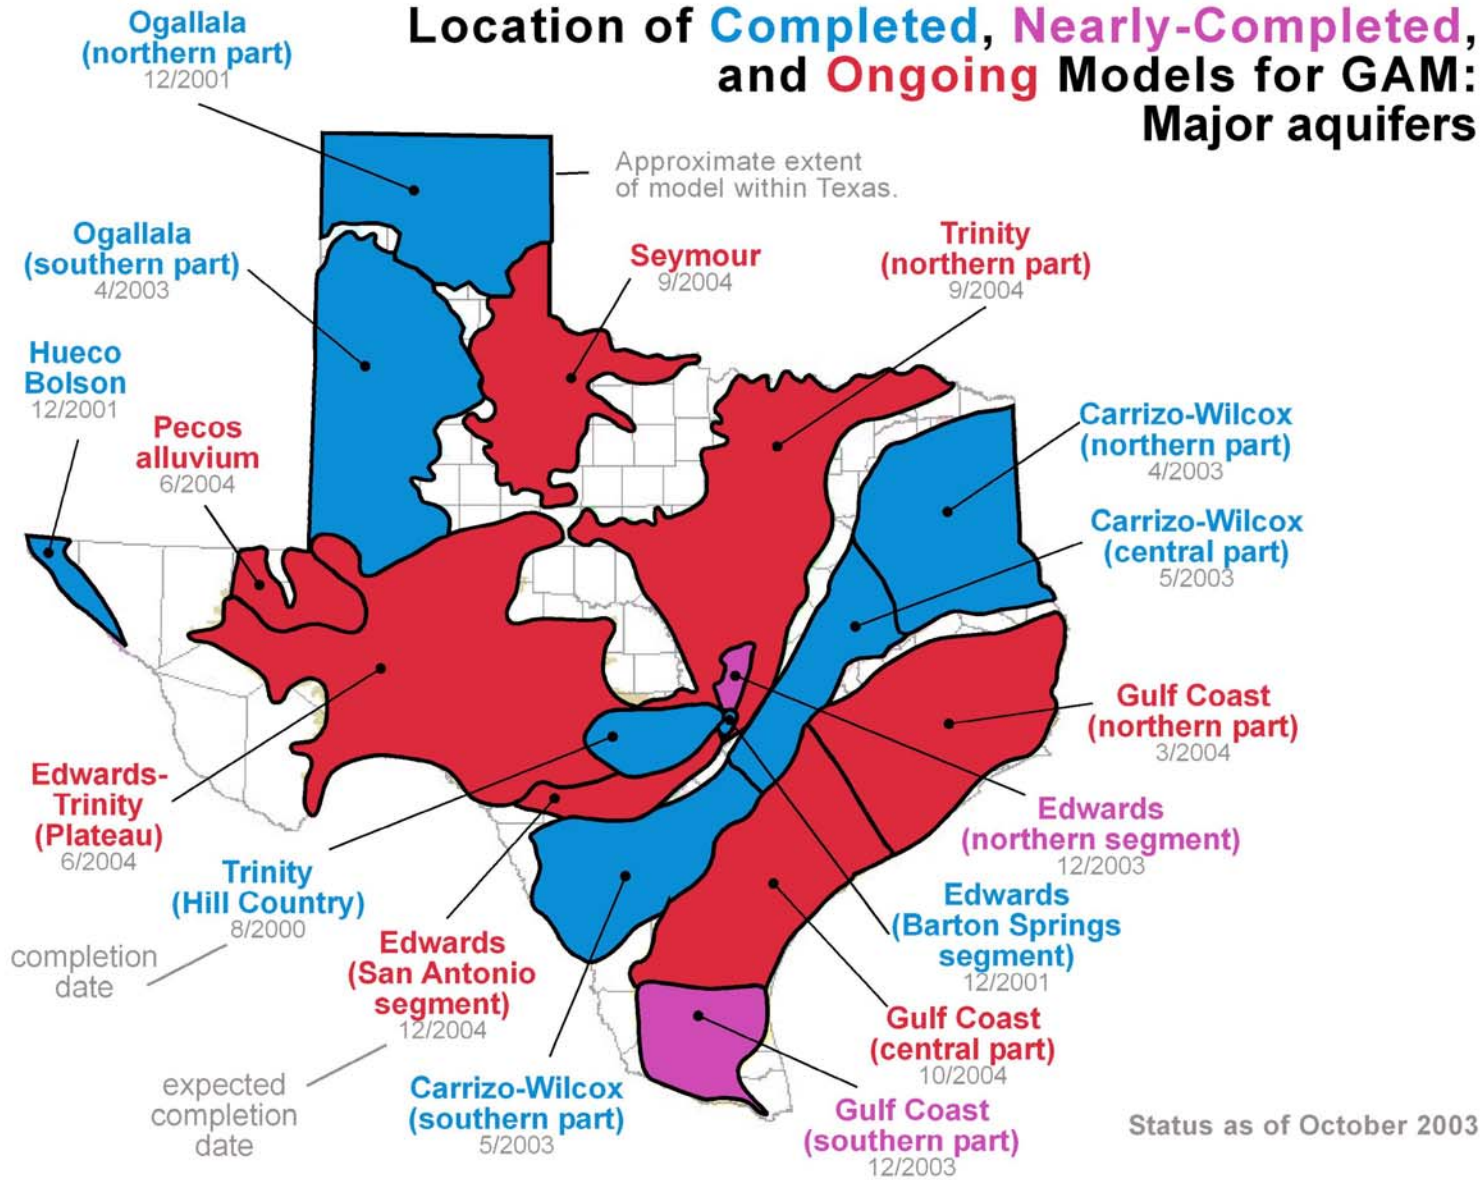 Location of Completed, Nearly-Completed,
and Ongoing Models for GAM:
Major aquifers
Ogallala
(northern part)
12/2001
Approximate extent
of model within Texas.
Ogallala
(southern part)
4/2003
Seymour
9/2004
Trinity
(northern part)
9/2004
Hueco
Bolson
12/2001
Pecos
alluvium
6/2004
Carrizo-Wilcox
(northern part)
4/2003
Carrizo-Wilcox
(central part)
5/2003
Gulf Coast
(northern part)
3/2004
Edwards-
Trinity
(Plateau)
6/2004
Edwards
(northern segment)
12/2003
Trinity
(Hill Country)
8/2000
Edwards
(Barton Springs
segment)
12/2001
completion
date
Edwards
(San Antonio
segment)
12/2004
Gulf Coast
(central part)
10/2004
expected
completion
date
Carrizo-Wilcox
(southern part)
5/2003
Gulf Coast
(southern part)
12/2003
Status as of October 2003